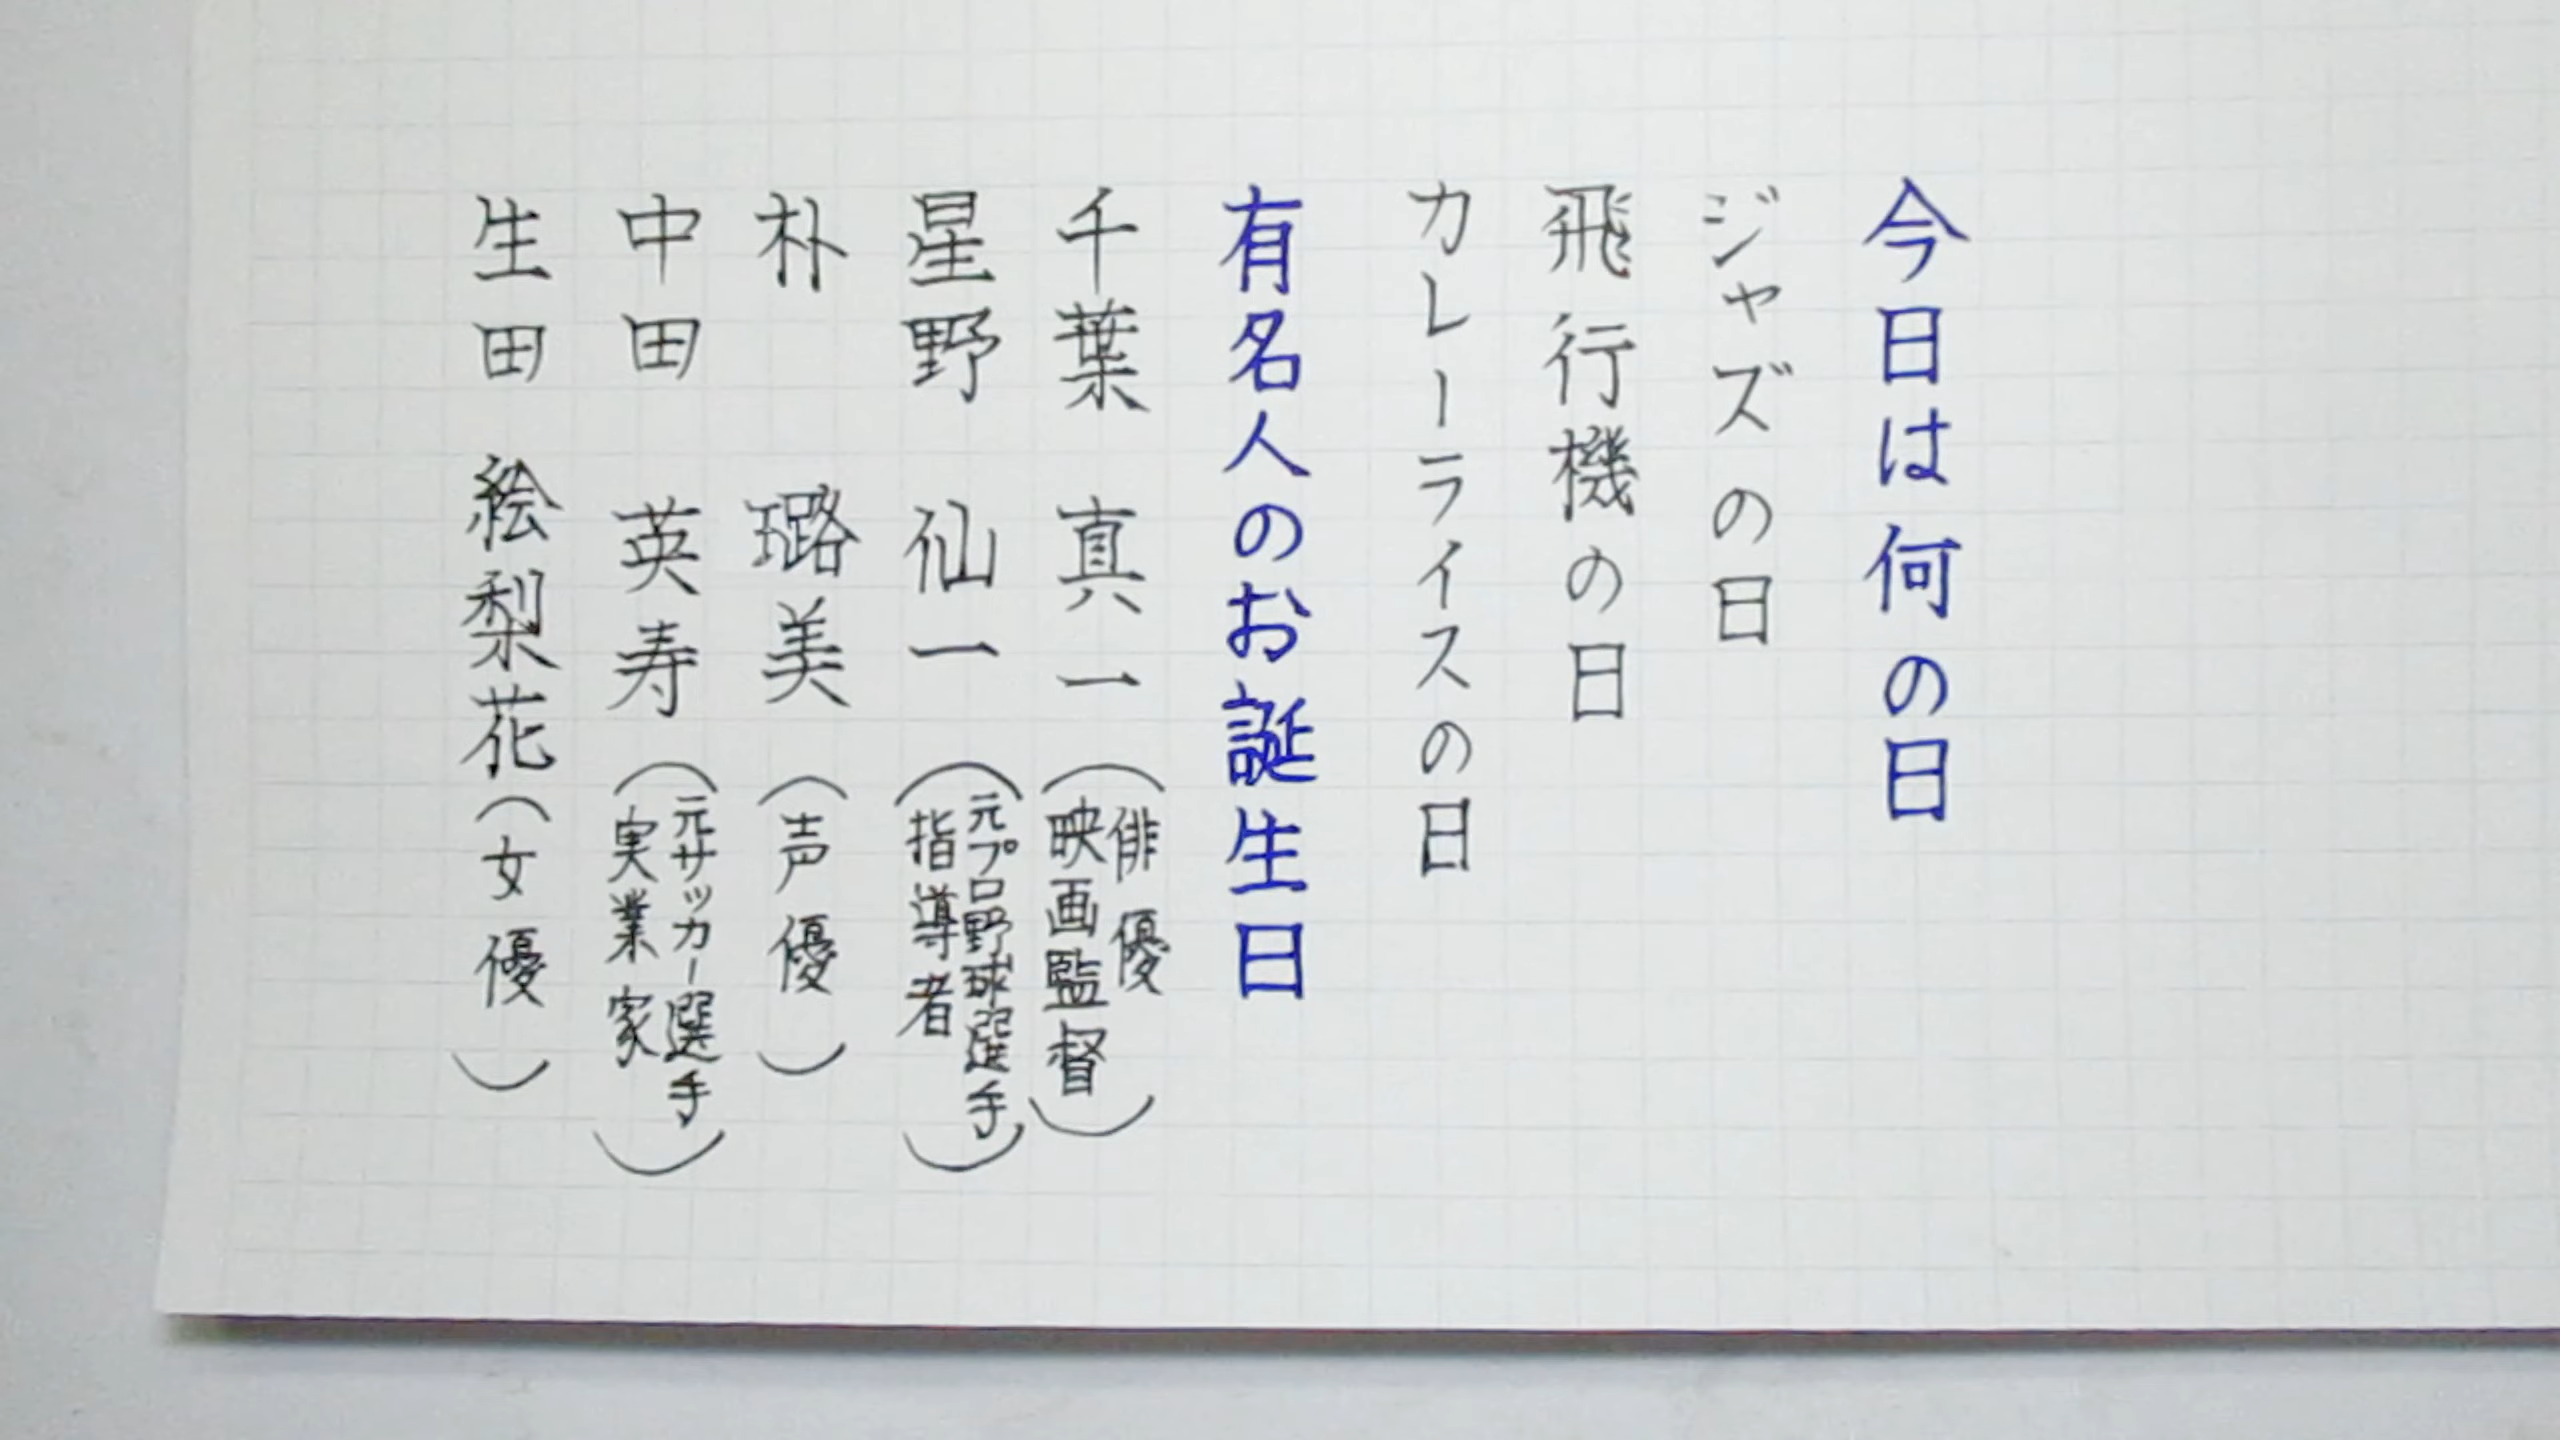 今日は何の日
ジャズの日
飛行機の日
カレーライスの日
有名人のお誕生日
千葉 真一(俳優 映画監督)
星野 仙一(元プロ野球選手 指導者)
朴 璐美(声優)
中田 英寿(元サッカー選手 実業家)
生田 絵梨花(女優)